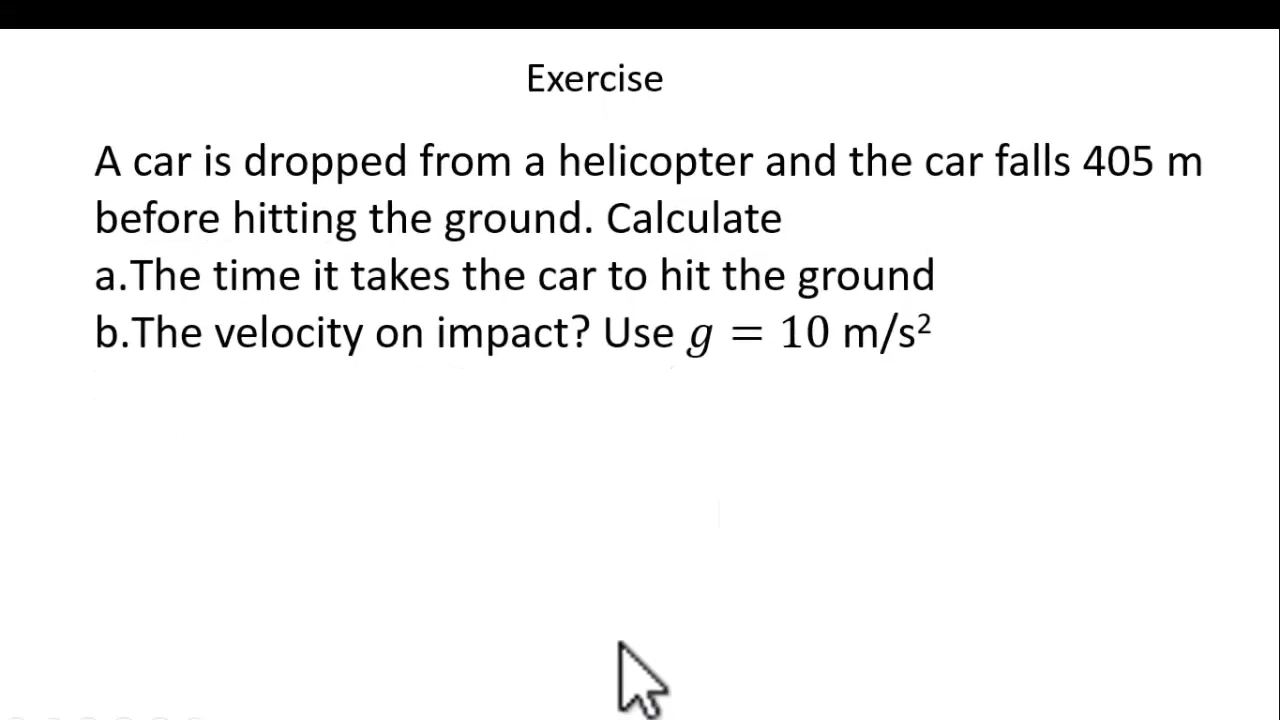 Exercise
A car is dropped from a helicopter and the car falls 405 m
before hitting the ground. Calculate
a.The time it takes the car to hit the ground
b.The velocity on impact? Use g = 10 m/s²